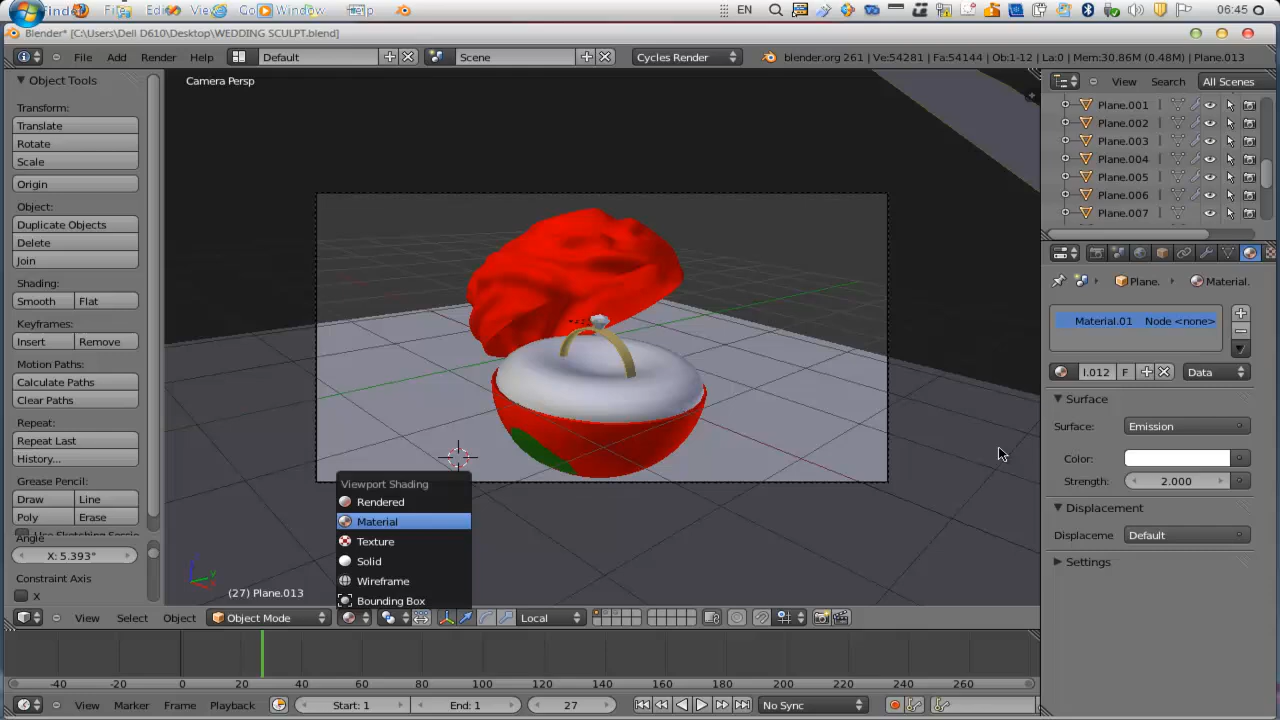 Finder File Edit View Go Window Help EN 06:45
Blender* [C:\Users\Dell D610\Desktop\WEDDING SCULPT.blend]
File Add Render Help Default Scene Cycles Render blender.org 261 | Ve:54281 | Fa:54144 | Ob:1-12 | La:0 | Mem:30.86M (0.48M) | Plane.013
Object Tools
Transform:
Translate
Rotate
Scale
Origin
Object:
Duplicate Objects
Delete
Join
Shading:
Smooth Flat
Keyframes:
Insert Remove
Motion Paths:
Calculate Paths
Clear Paths
Repeat:
Repeat Last
History...
Grease Pencil:
Draw Line
Poly Erase
Angle
X: 5.393°
Constraint Axis
X
Camera Persp
Viewport Shading
Rendered
Material
Texture
Solid
Wireframe
Bounding Box
(27) Plane.013
View Select Object Object Mode Local
-40 -20 0 20 40 60 80 100 120 140 160 180 200 220 240 260
View Marker Frame Playback Start: 1 End: 1 27 No Sync
View Search All Scenes
Plane.001
Plane.002
Plane.003
Plane.004
Plane.005
Plane.006
Plane.007
Plane. Material.
Material.01 Node <none>
I.012 F Data
Surface
Surface: Emission
Color:
Strength: 2.000
Displacement
Displaceme Default
Settings